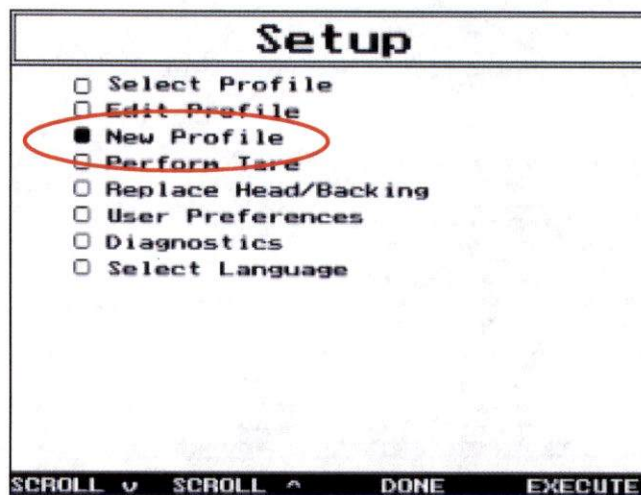 Setup
Select Profile
Edit Profile
New Profile
Perform Tare
Replace Head/Backing
User Preferences
Diagnostics
Select Language
SCROLL v SCROLL ^ DONE EXECUTE